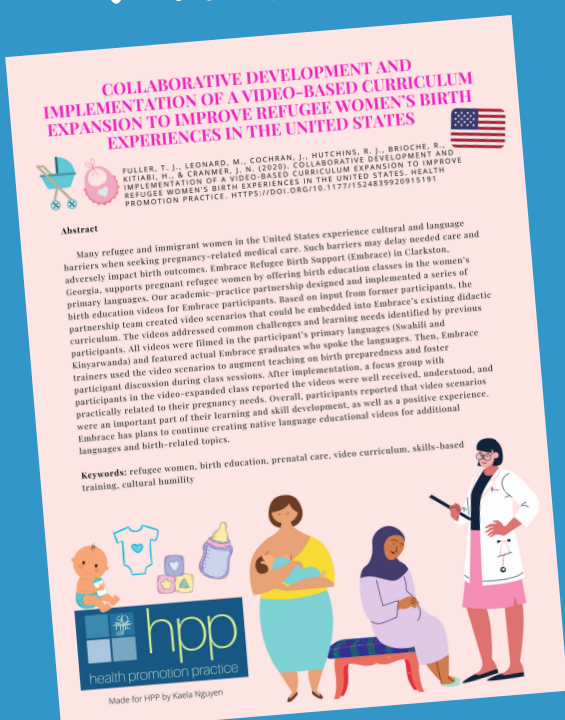 COLLABORATIVE DEVELOPMENT AND
IMPLEMENTATION OF A VIDEO-BASED CURRICULUM
EXPANSION TO IMPROVE REFUGEE WOMEN'S BIRTH
EXPERIENCES IN THE UNITED STATES
FULLER, T. J., LEONARD, M., COCHRAN, J., HUTCHINS, R. J., BRIOCHE, R.,
KITIABI, H., & CRANMER, J. N. (2020). COLLABORATIVE DEVELOPMENT AND
IMPLEMENTATION OF A VIDEO-BASED CURRICULUM EXPANSION TO IMPROVE
REFUGEE WOMEN'S BIRTH EXPERIENCES IN THE UNITED STATES. HEALTH
PROMOTION PRACTICE. HTTPS://DOI.ORG/10.1177/1524839920915191
Abstract
Many refugee and immigrant women in the United States experience cultural and language
barriers when seeking pregnancy-related medical care. Such barriers may delay needed care and
adversely impact birth outcomes. Embrace Refugee Birth Support (Embrace) in Clarkston,
Georgia, supports pregnant refugee women by offering birth education classes in the women's
primary languages. Our academic-practice partnership designed and implemented a series of
birth education videos for Embrace participants. Based on input from former participants, the
partnership team created video scenarios that could be embedded into Embrace's existing didactic
curriculum. The videos addressed common challenges and learning needs identified by previous
participants. All videos were filmed in the participant's primary languages (Swahili and
Kinyarwanda) and featured actual Embrace graduates who spoke the languages. Then, Embrace
trainers used the video scenarios to augment teaching on birth preparedness and foster
participant discussion during class sessions. After implementation, a focus group with
participants in the video-expanded class reported the videos were well received, understood, and
practically related to their pregnancy needs. Overall, participants reported that video scenarios
were an important part of their learning and skill development, as well as a positive experience.
Embrace has plans to continue creating native language educational videos for additional
languages and birth-related topics.
Keywords: refugee women, birth education, prenatal care, video curriculum, skills-based
training, cultural humility
hpp
health promotion practice
Made for HPP by Kaela Nguyen